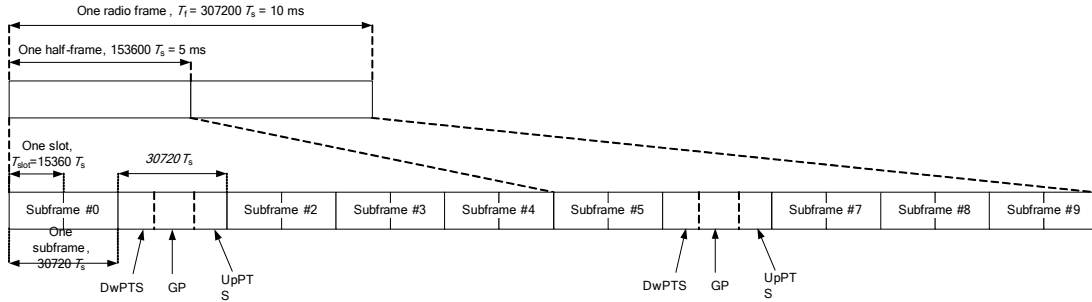 One radio frame, Tf = 307200 Ts = 10 ms
One half-frame, 153600 Ts = 5 ms
One slot,
Tslot=15360 Ts
30720Ts
Subframe #0
Subframe #2
Subframe #3
Subframe #4
Subframe #5
Subframe #7
Subframe #8
Subframe #9
One
subframe,
30720 Ts
DwPTS
GP
UpPT
S
DwPTS
GP
UpPT
S